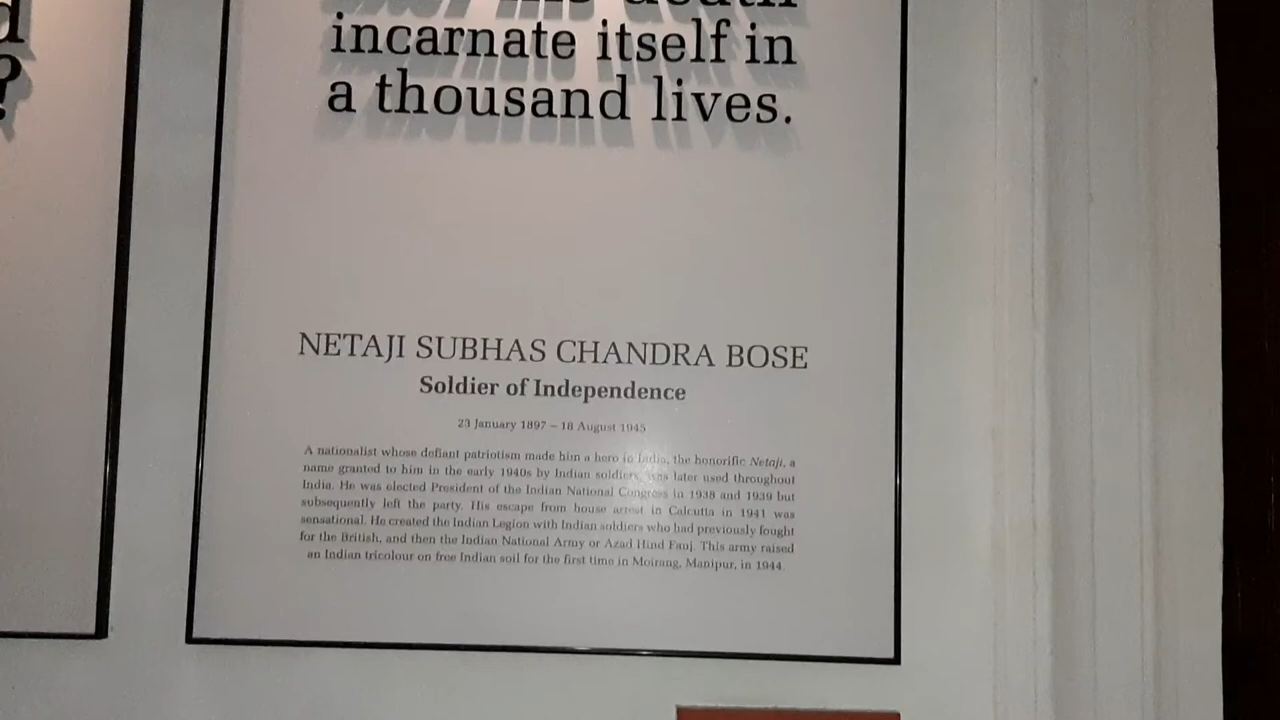 d
?
his death
incarnate itself in
a thousand lives.
NETAJI SUBHAS CHANDRA BOSE
Soldier of Independence
23 January 1897 – 18 August 1945
A nationalist whose defiant patriotism made him a hero in India, the honorific Netaji, a
name granted to him in the early 1940s by Indian soldiers, was later used throughout
India. He was elected President of the Indian National Congress in 1938 and 1939 but
subsequently left the party. His escape from house arrest in Calcutta in 1941 was
sensational. He created the Indian Legion with Indian soldiers who had previously fought
for the British, and then the Indian National Army or Azad Hind Fauj. This army raised
an Indian tricolour on free Indian soil for the first time in Moirang, Manipur, in 1944.